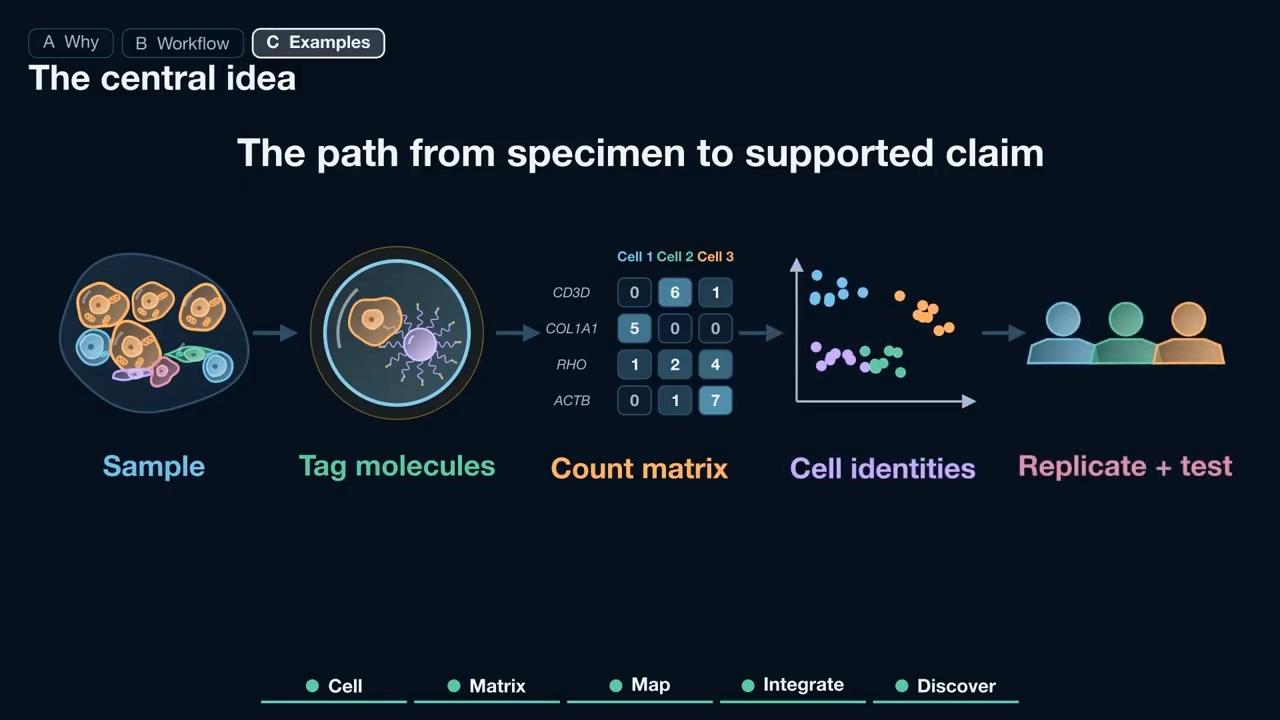 A Why B Workflow C Examples
The central idea
The path from specimen to supported claim
Cell 1 Cell 2 Cell 3
CD3D 0 6 1
COL1A1 5 0 0
RHO 1 2 4
ACTB 0 1 7
Sample Tag molecules Count matrix Cell identities Replicate + test
Cell Matrix Map Integrate Discover